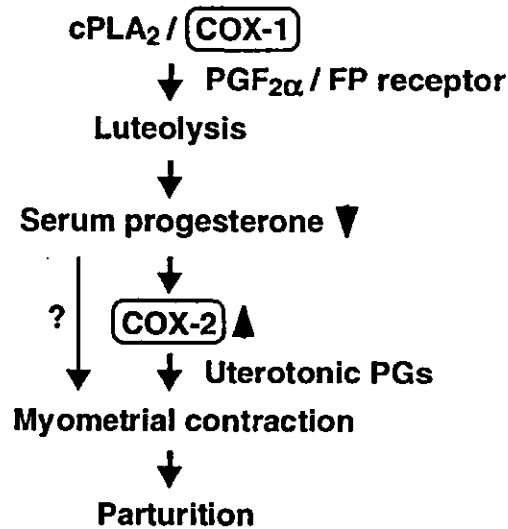 cPLA₂ / COX-1
PGF₂α / FP receptor
Luteolysis
Serum progesterone ▼
?
COX-2 ▲
Uterotonic PGs
Myometrial contraction
Parturition